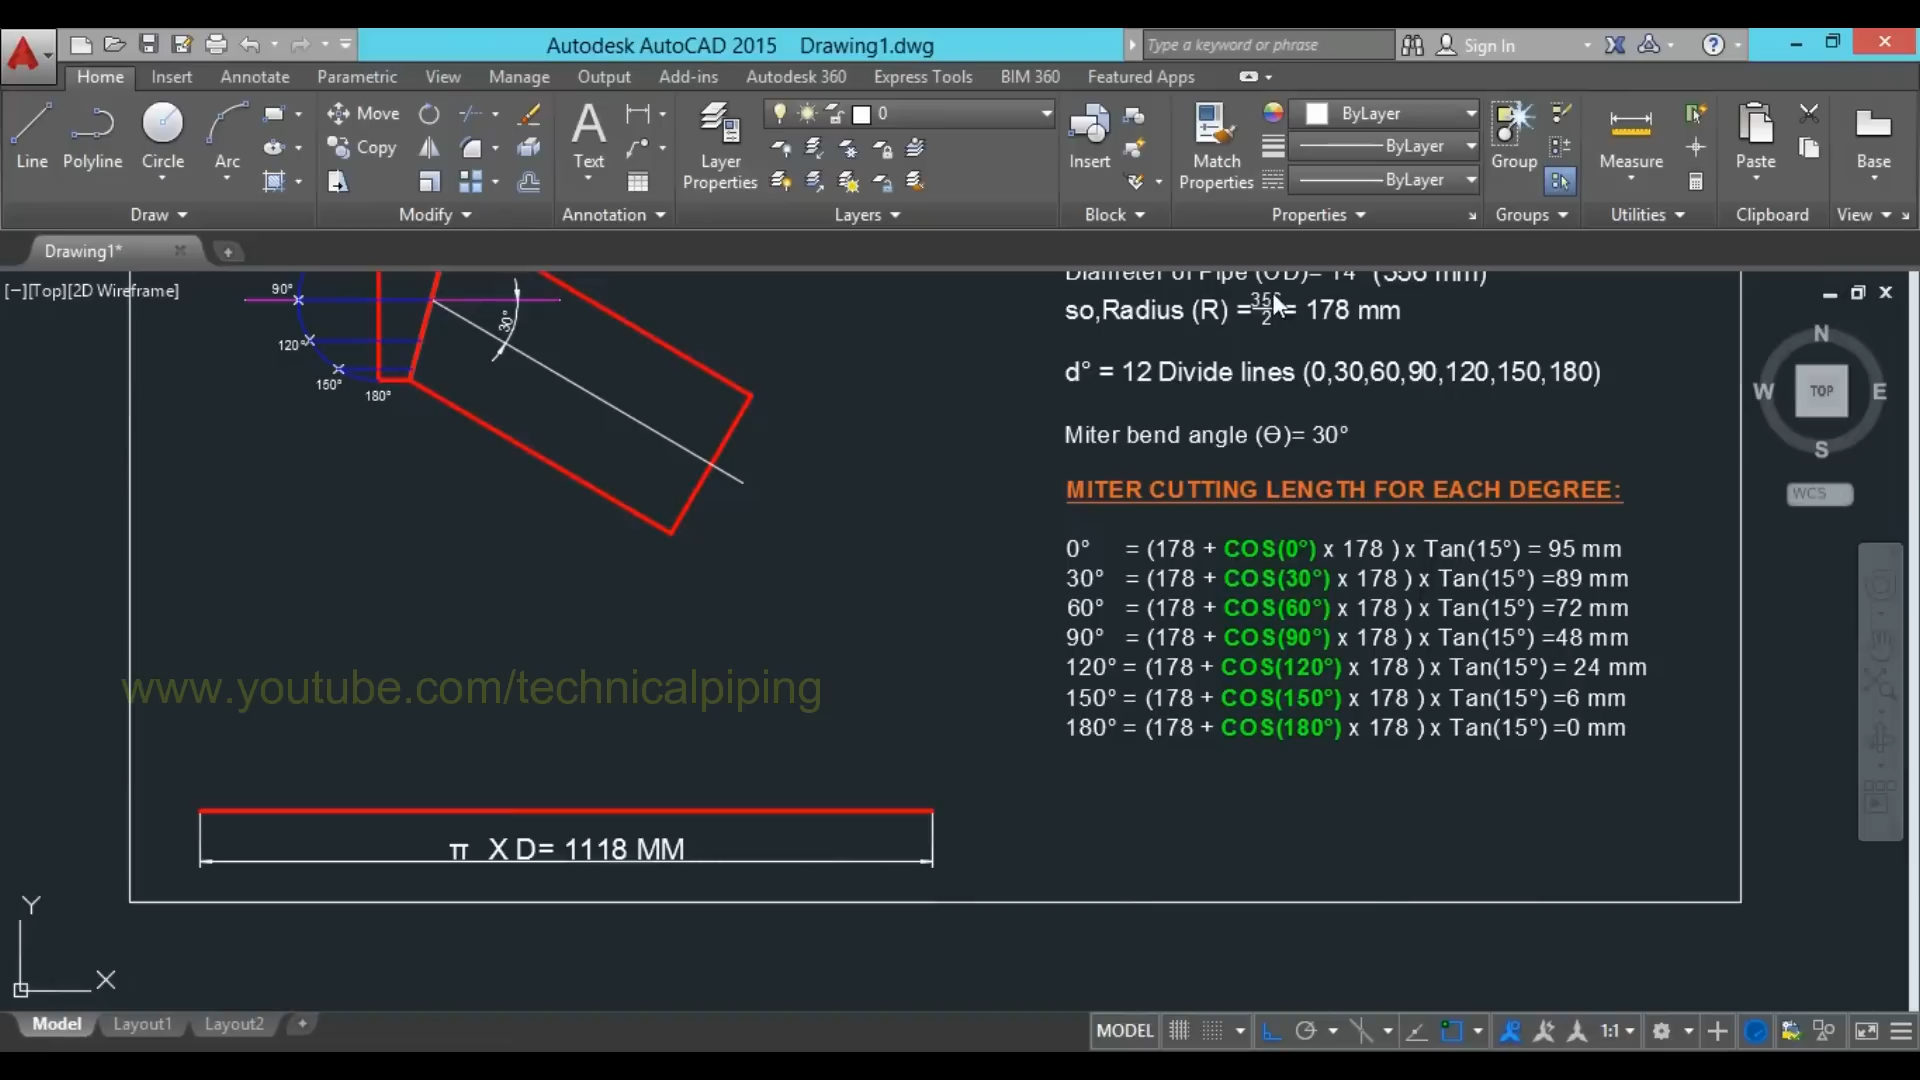 Autodesk AutoCAD 2015 Drawing1.dwg
Type a keyword or phrase
Sign In
Home Insert Annotate Parametric View Manage Output Add-ins Autodesk 360 Express Tools BIM 360 Featured Apps
Line Polyline Circle Arc
Move
Copy
Text
Layer Properties
0
Insert
Match Properties
ByLayer
ByLayer
ByLayer
Group
Measure
Paste
Base
Draw Modify Annotation Layers Block Properties Groups Utilities Clipboard View
Drawing1*
[−][Top][2D Wireframe]
90°
120°
150°
180°
30°
Diameter of Pipe (OD)= 14" (356 mm)
so,Radius (R) = 356/2 = 178 mm
d° = 12 Divide lines (0,30,60,90,120,150,180)
Miter bend angle (Ө)= 30°
MITER CUTTING LENGTH FOR EACH DEGREE:
0° = (178 + COS(0°) x 178 ) x Tan(15°) = 95 mm
30° = (178 + COS(30°) x 178 ) x Tan(15°) =89 mm
60° = (178 + COS(60°) x 178 ) x Tan(15°) =72 mm
90° = (178 + COS(90°) x 178 ) x Tan(15°) =48 mm
120° = (178 + COS(120°) x 178 ) x Tan(15°) = 24 mm
150° = (178 + COS(150°) x 178 ) x Tan(15°) =6 mm
180° = (178 + COS(180°) x 178 ) x Tan(15°) =0 mm
www.youtube.com/technicalpiping
π X D= 1118 MM
N
W TOP E
S
WCS
Y
X
Model Layout1 Layout2
MODEL
1:1